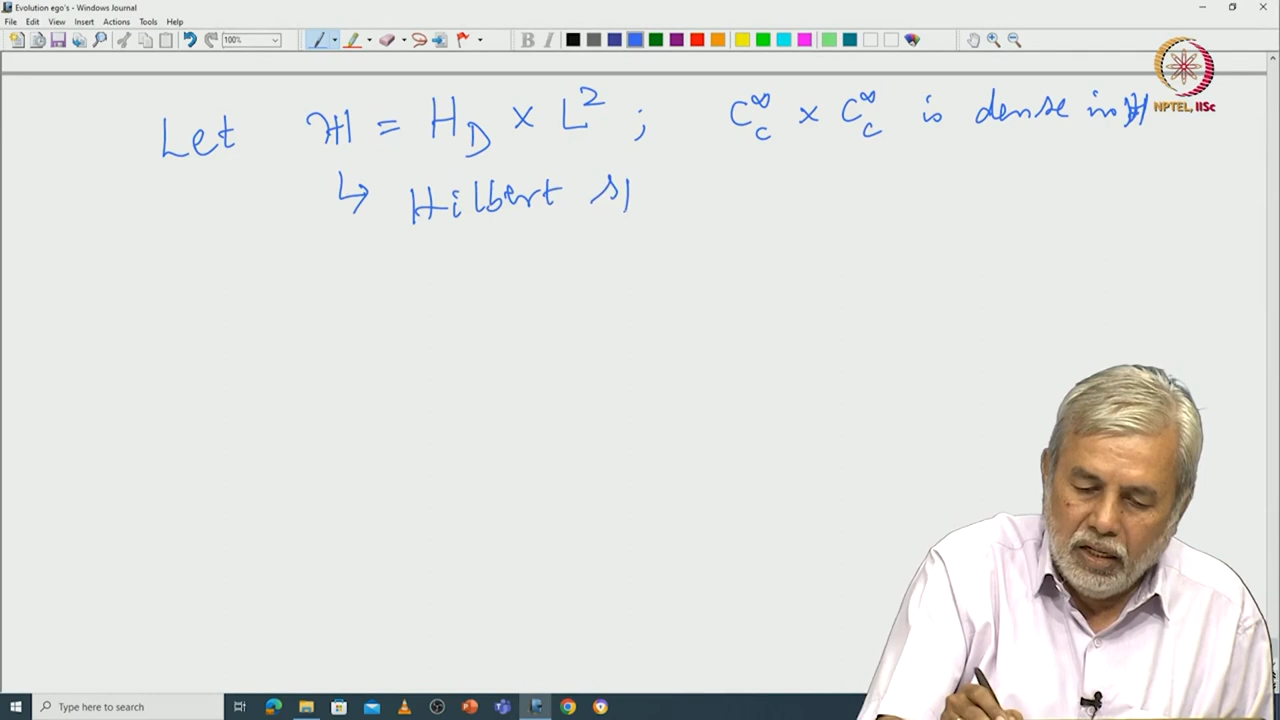 Evolution eqo's - Windows Journal
File Edit View Insert Actions Tools Help
100%
B I
NPTEL, IISc
Let ℋ = H_D × L² ; C_c^∞ × C_c^∞ is dense in ℋ
↳ Hilbert sp
Type here to search